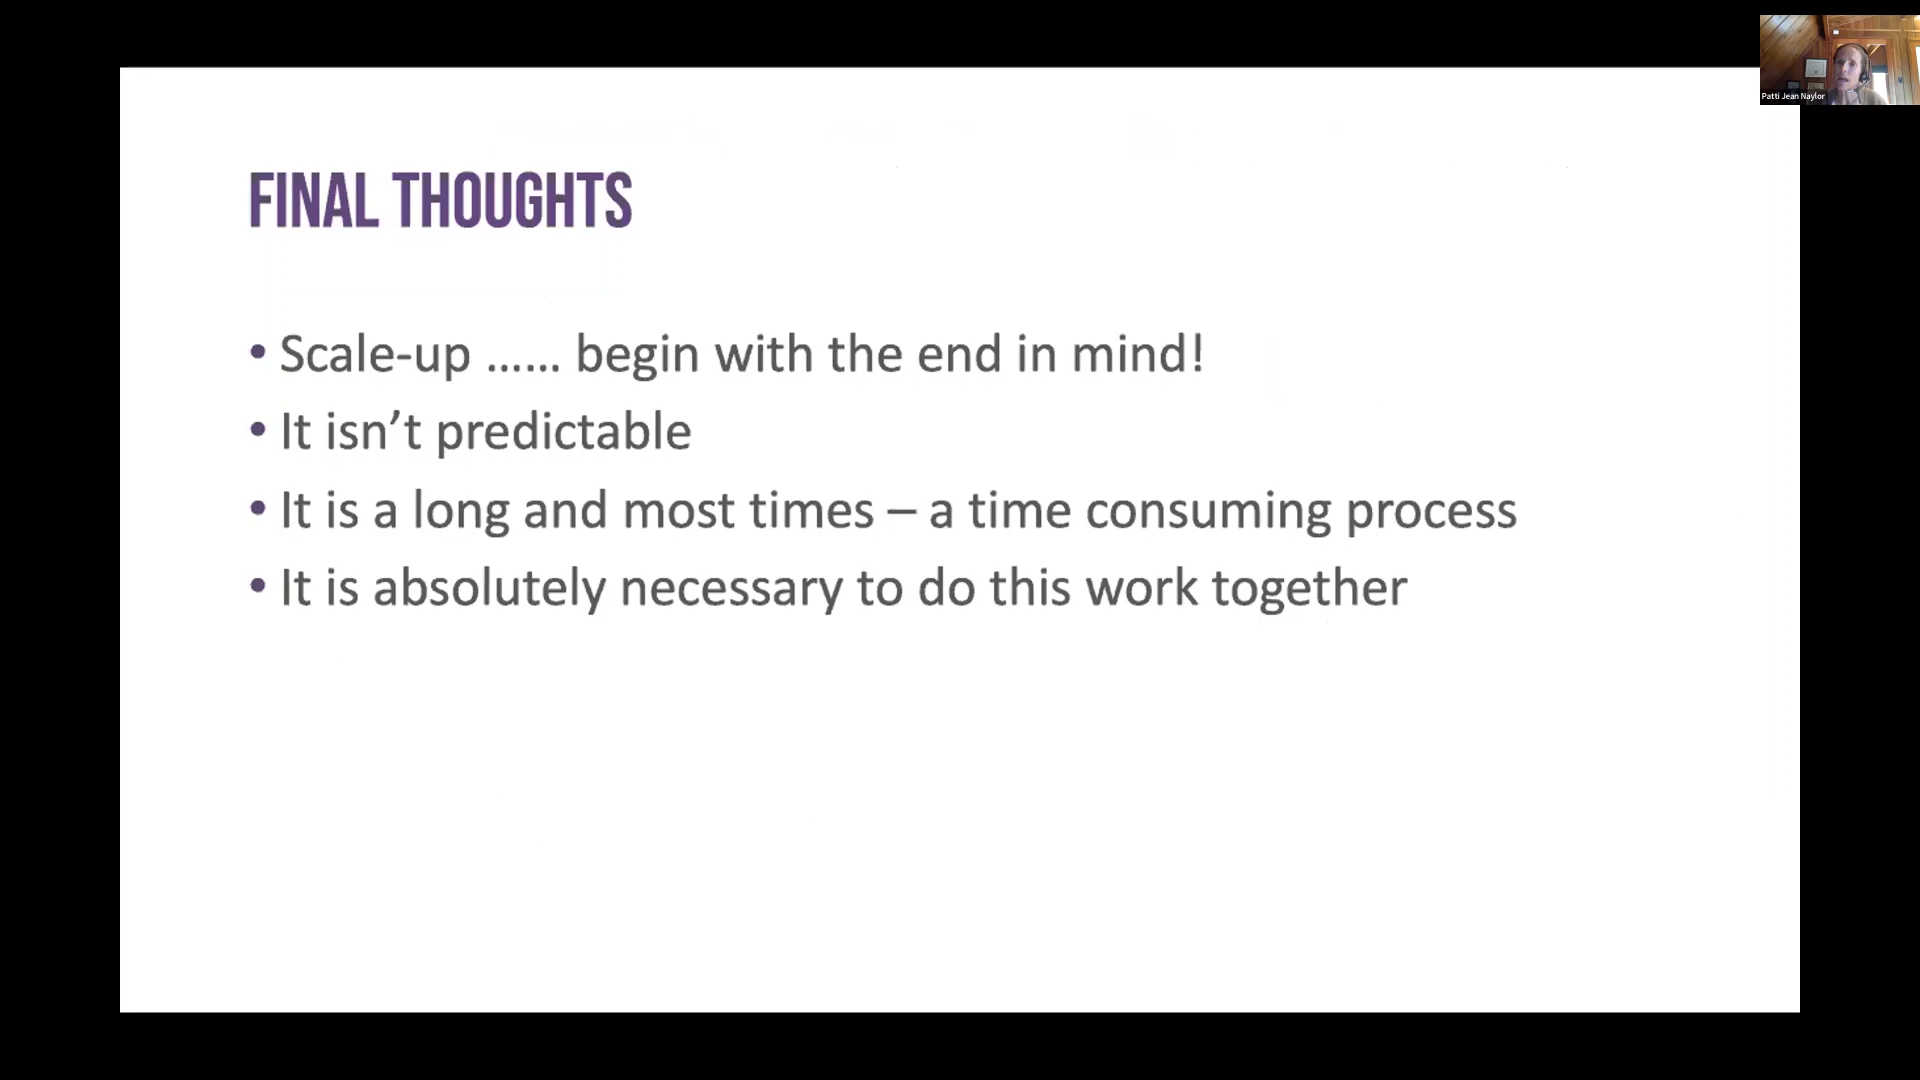 Patti Jean Naylor
FINAL THOUGHTS
• Scale-up ...... begin with the end in mind!
• It isn’t predictable
• It is a long and most times – a time consuming process
• It is absolutely necessary to do this work together